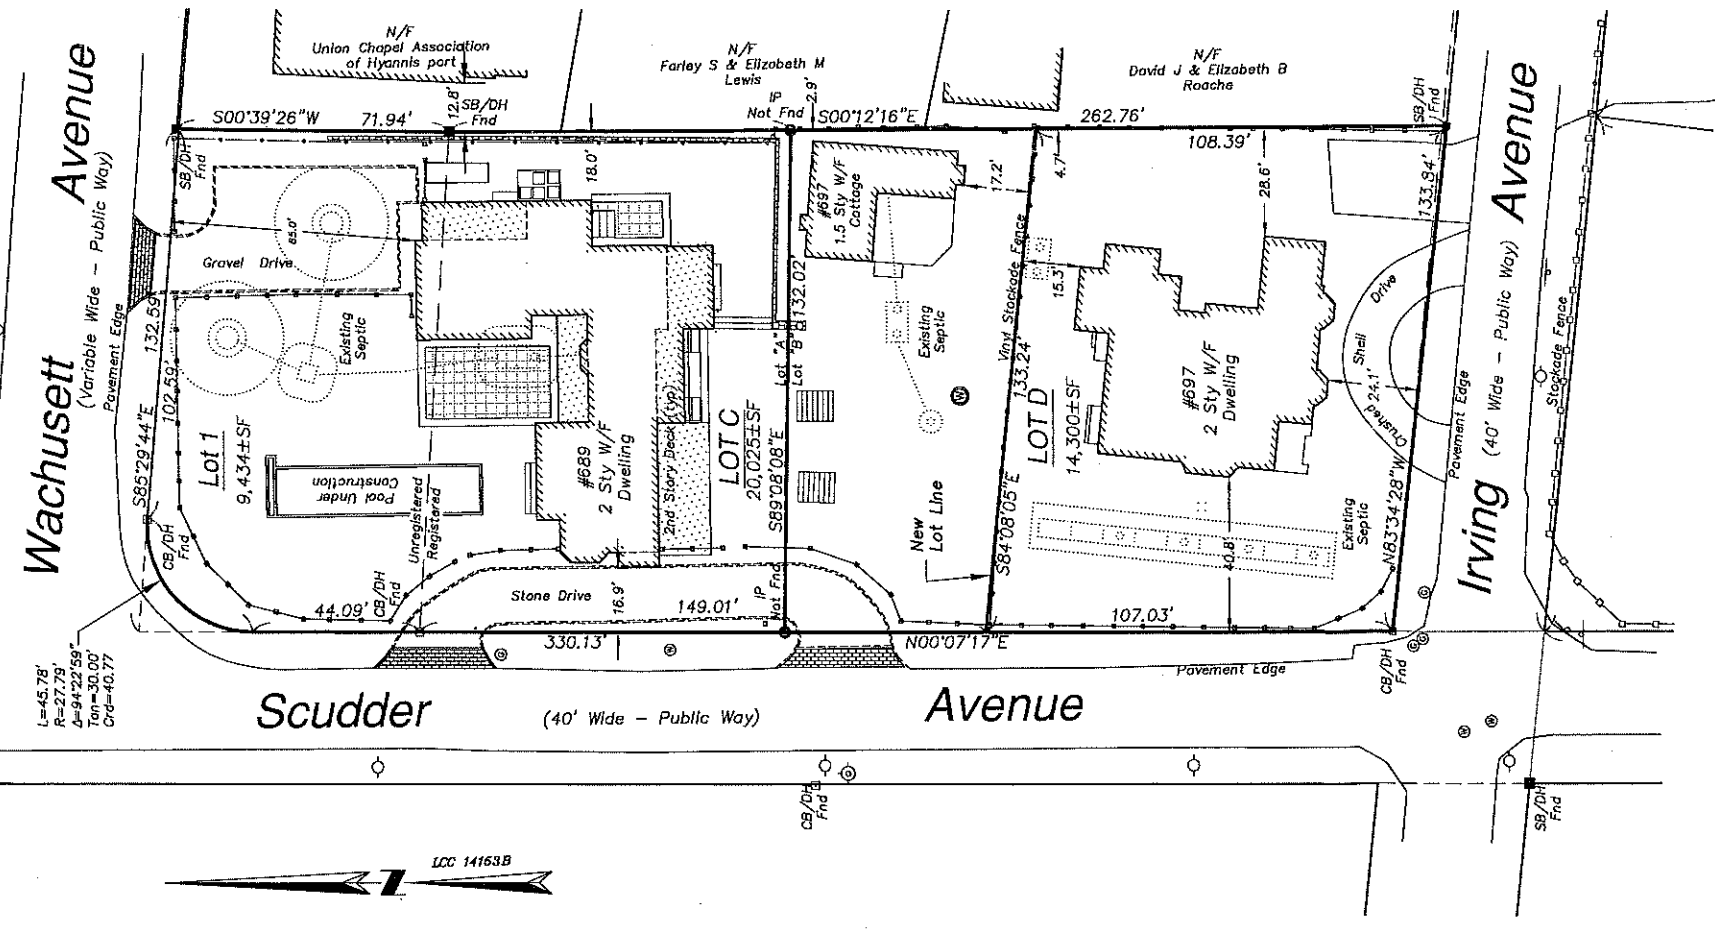 N/F
Union Chapel Association
of Hyannis port
N/F
Farley S & Elizabeth M
Lewis
N/F
David J & Elizabeth B
Roache
Wachusett Avenue
(Variable Wide – Public Way)
Pavement Edge
S00°39'26"W
71.94'
12.8'
SB/DH
Fnd
IP
Not Fnd
2.9'
S00°12'16"E
262.76'
108.39'
SB/DH
Fnd
SB/DH
Fnd
18.0'
#697
1.5 Sty W/F
Cottage
17.2'
4.7'
28.6'
133.84'
85.0'
Gravel Drive
132.59'
102.59'
S85°29'44"E
Existing
Septic
Lot 1
9,434±SF
Pool Under
Construction
Unregistered
Registered
#689
2 Sty W/F
Dwelling
2nd Story Deck(typ)
LOT C
20,025±SF
132.02'
Lot "A"
Lot "B"
S89°08'08"E
Existing
Septic
W
Vinyl Stockade Fence
133.24'
S84°08'05"E
New
Lot Line
15.3'
LOT D
14,300±SF
#697
2 Sty W/F
Dwelling
Crushed Shell Drive
24.1'
Existing
Septic
40.8'
N83°34'28"W
Pavement Edge
Irving Avenue
(40' Wide – Public Way)
Stockade Fence
CB/DH
Fnd
44.09'
CB/DH
Fnd
Stone Drive
16.9'
149.01'
IP
Not Fnd
107.03'
330.13'
N00°07'17"E
Pavement Edge
CB/DH
Fnd
L=45.78'
R=27.79'
Δ=94°22'59"
Tan=30.00'
Crd=40.77
Scudder Avenue
(40' Wide – Public Way)
CB/DH
Fnd
SB/DH
Fnd
LCC 14163B
N